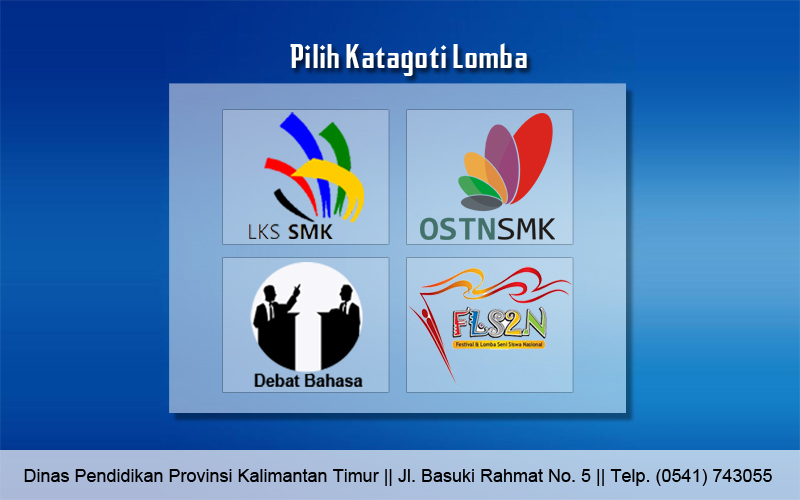 Pilih Katagoti Lomba
LKS SMK
OSTNSMK
Debat Bahasa
FLS2N
Festival & Lomba Seni Siswa Nasional
Dinas Pendidikan Provinsi Kalimantan Timur || Jl. Basuki Rahmat No. 5 || Telp. (0541) 743055